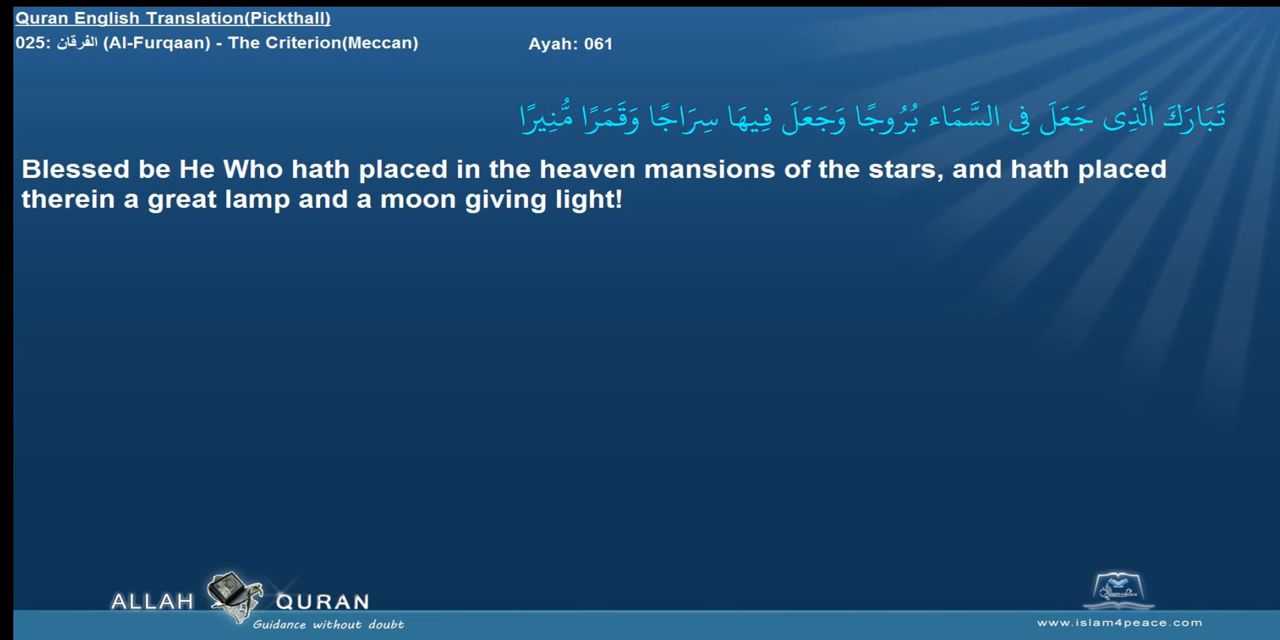 Quran English Translation(Pickthall)
025: الفرقان (Al-Furqaan) - The Criterion(Meccan) Ayah: 061
تَبَارَكَ الَّذِى جَعَلَ فِى السَّمَاء بُرُوجًا وَجَعَلَ فِيهَا سِرَاجًا وَقَمَرًا مُّنِيرًا
Blessed be He Who hath placed in the heaven mansions of the stars, and hath placed
therein a great lamp and a moon giving light!
ALLAH QURAN
Guidance without doubt
www.islam4peace.com